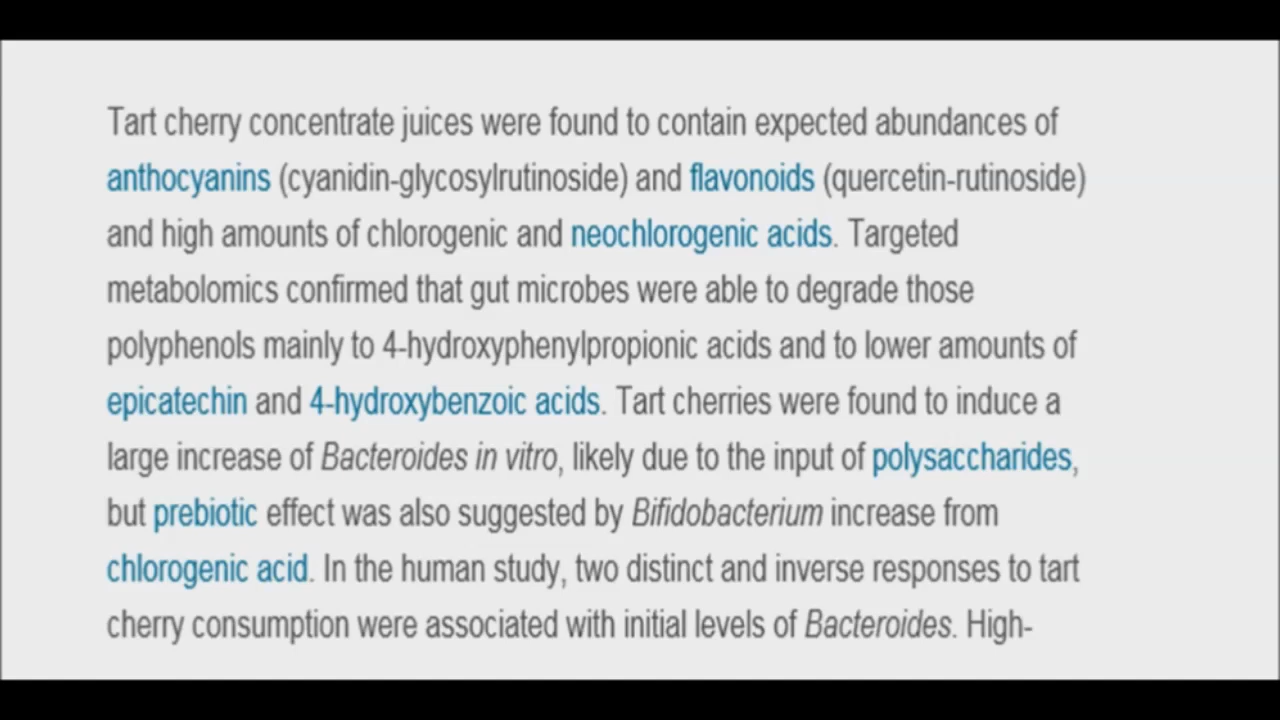 Tart cherry concentrate juices were found to contain expected abundances of
anthocyanins (cyanidin-glycosylrutinoside) and flavonoids (quercetin-rutinoside)
and high amounts of chlorogenic and neochlorogenic acids. Targeted
metabolomics confirmed that gut microbes were able to degrade those
polyphenols mainly to 4-hydroxyphenylpropionic acids and to lower amounts of
epicatechin and 4-hydroxybenzoic acids. Tart cherries were found to induce a
large increase of Bacteroides in vitro, likely due to the input of polysaccharides,
but prebiotic effect was also suggested by Bifidobacterium increase from
chlorogenic acid. In the human study, two distinct and inverse responses to tart
cherry consumption were associated with initial levels of Bacteroides. High-